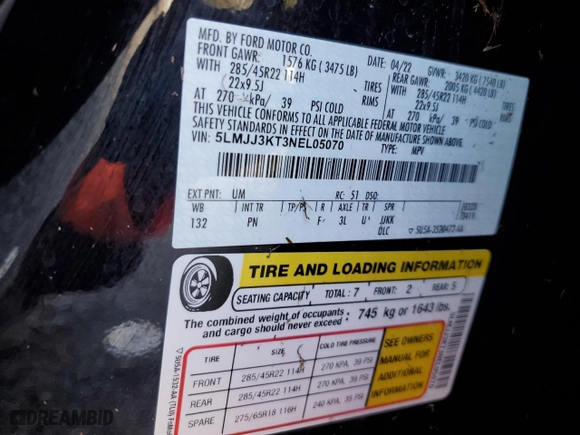 MFD. BY FORD MOTOR CO.
04/22
GVWR: 3420 KG (7540 LB)
FRONT GAWR: 1576 KG (3475 LB)
REAR GAWR: 2005 KG (4420 LB)
WITH 285/45R22 114H TIRES
WITH 285/45R22 114H TIRES
22x9.5J RIMS
22x9.5J RIMS
AT 270 kPa/ 39 PSI COLD
AT 270 kPa/ 39 PSI COLD
THIS VEHICLE CONFORMS TO ALL APPLICABLE FEDERAL MOTOR VEHICLE
SAFETY STANDARDS IN EFFECT ON THE DATE OF MANUFACTURE SHOWN ABOVE.
VIN: 5LMJJ3KT3NEL05070
TYPE: MPV
EXT PNT: UM RC: 51 DSO:
WB INT TR TP/PS R AXLE TR SPR
132 PN F 3L U JJKK
DLC
TIRE AND LOADING INFORMATION
SEATING CAPACITY TOTAL: 7 FRONT: 2 REAR: 5
The combined weight of occupants and cargo should never exceed : 745 kg or 1643 lbs.
TIRE SIZE COLD TIRE PRESSURE
FRONT 285/45R22 114H 270 KPA, 39 PSI
REAR 285/45R22 114H 270 KPA, 39 PSI
SPARE 275/65R18 116H 240 KPA, 35 PSI
SEE OWNERS
MANUAL FOR
ADDITIONAL
INFORMATION
DREAMBID